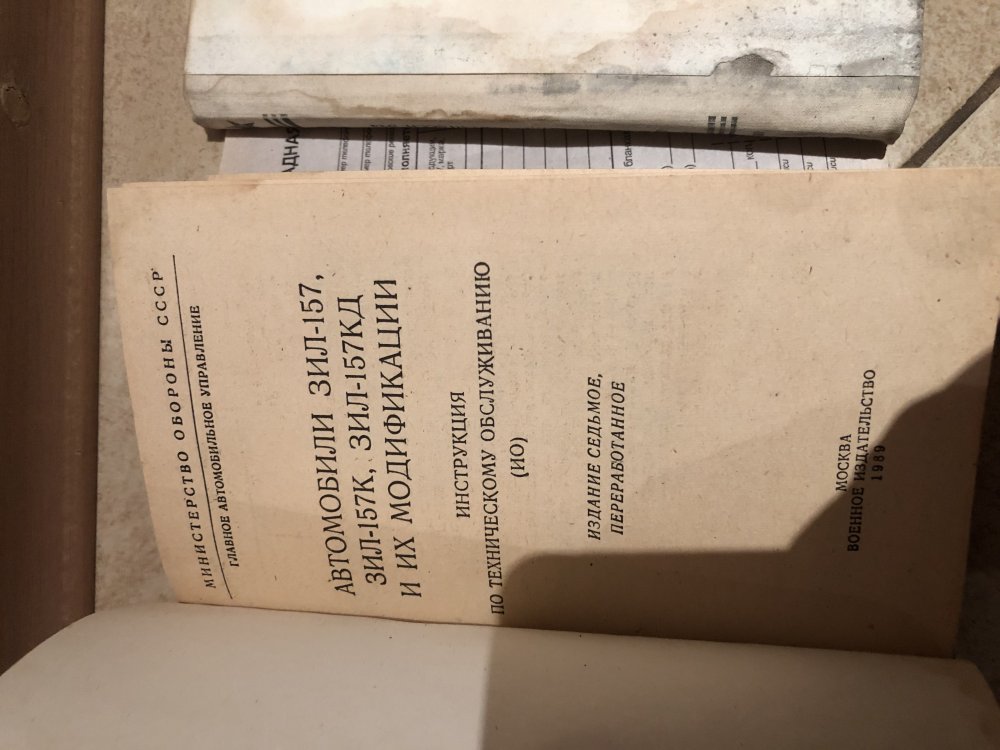 МИНИСТЕРСТВО ОБОРОНЫ СССР
ГЛАВНОЕ АВТОМОБИЛЬНОЕ УПРАВЛЕНИЕ
АВТОМОБИЛИ ЗИЛ-157,
ЗИЛ-157К, ЗИЛ-157КД
И ИХ МОДИФИКАЦИИ
ИНСТРУКЦИЯ
ПО ТЕХНИЧЕСКОМУ ОБСЛУЖИВАНИЮ
(ИО)
ИЗДАНИЕ СЕДЬМОЕ,
ПЕРЕРАБОТАННОЕ
МОСКВА
ВОЕННОЕ ИЗДАТЕЛЬСТВО
1989